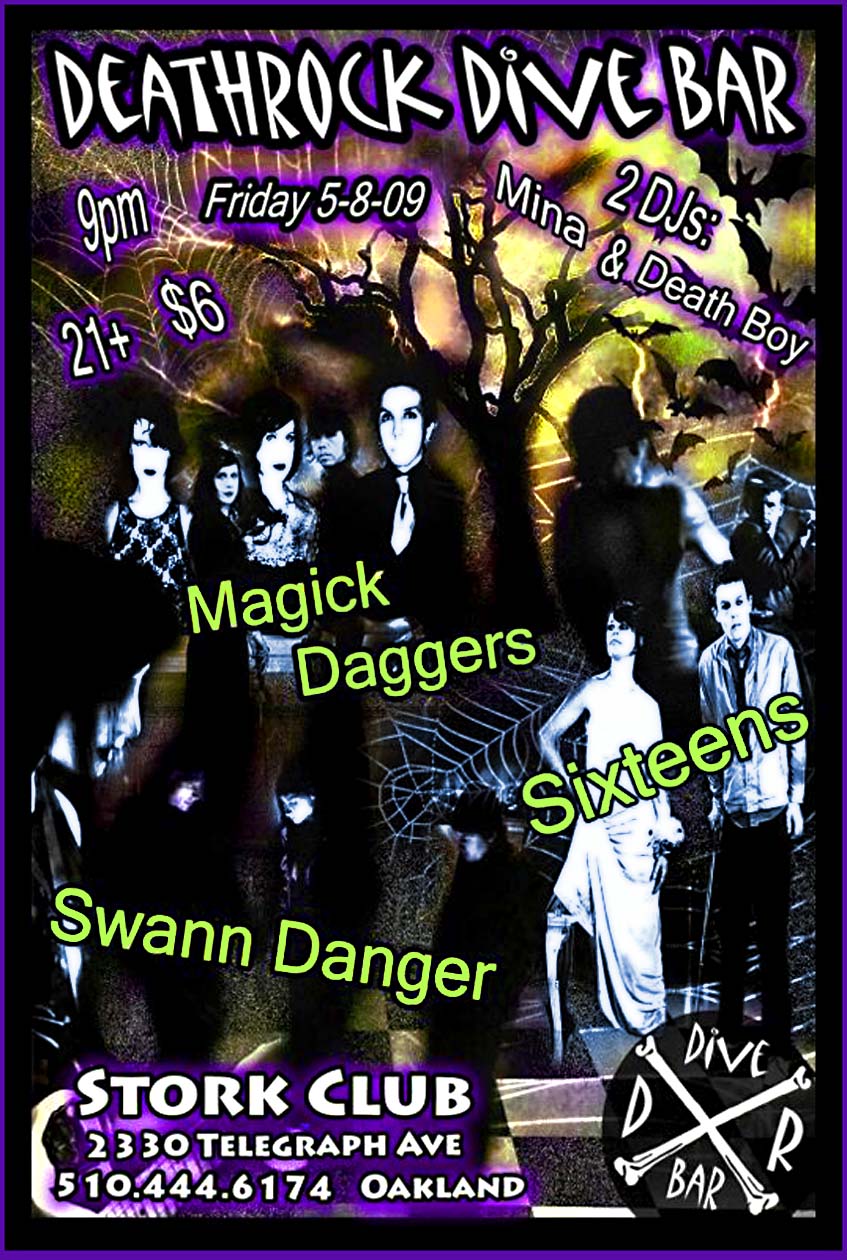 DEATHROCK DIVE BAR
9pm
Friday 5-8-09
2 DJs:
Mina
& Death Boy
21+
$6
Magick
Daggers
Sixteens
Swann Danger
STORK CLUB
2330 TELEGRAPH AVE
510.444.6174 OAKLAND
DIVE
D
R
BAR